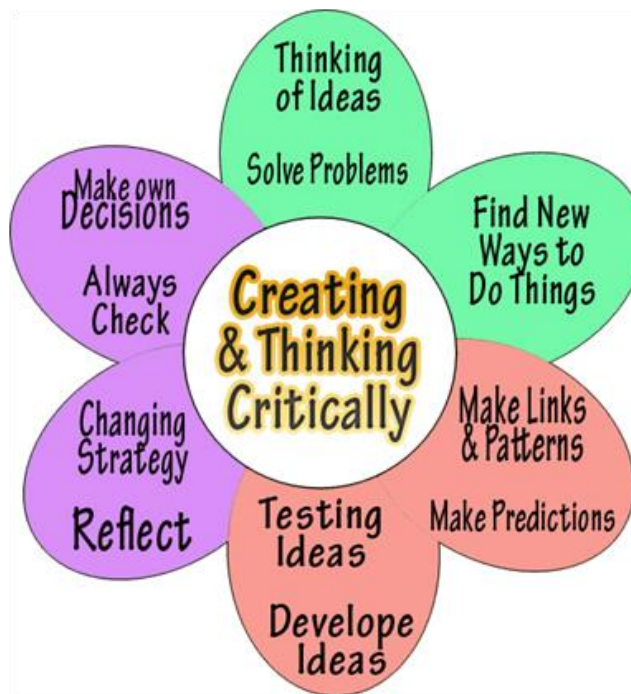 Thinking
of Ideas
Solve Problems
Find New
Ways to
Do Things
Make Links
& Patterns
Make Predictions
Testing
Ideas
Develope
Ideas
Changing
Strategy
Reflect
Make own
Decisions
Always
Check
Creating
& Thinking
Critically